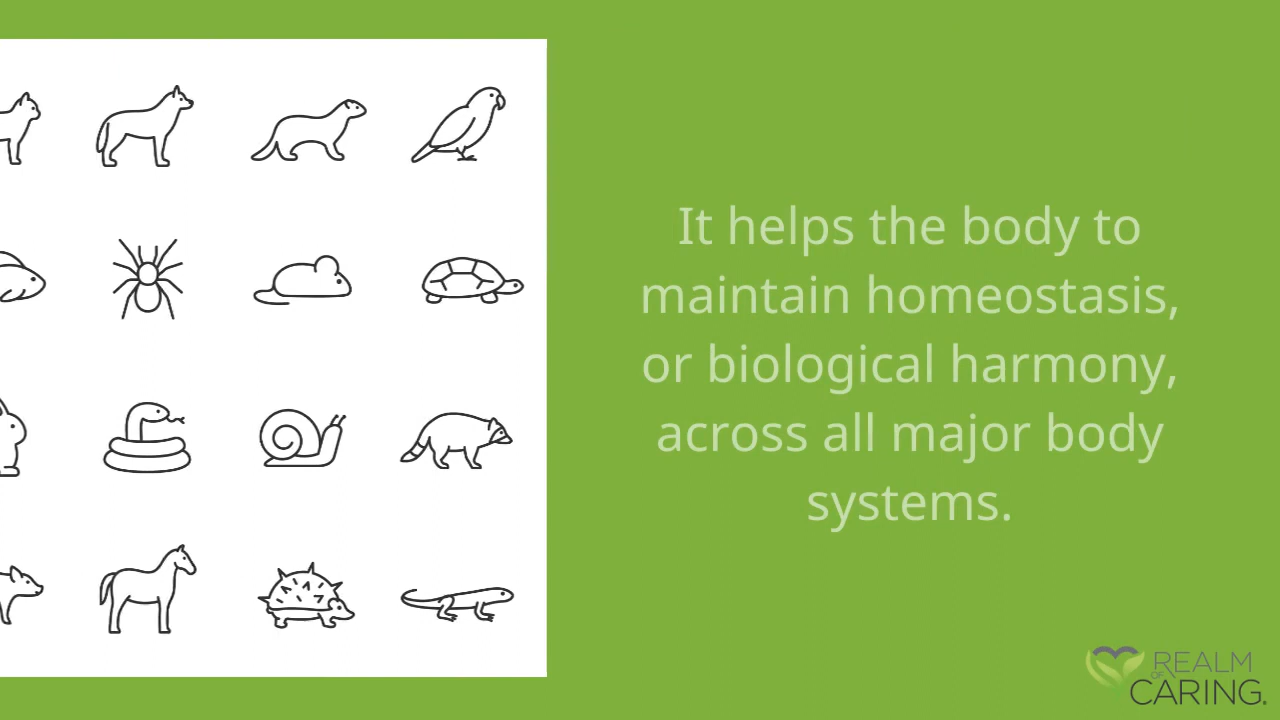 It helps the body to
maintain homeostasis,
or biological harmony,
across all major body
systems.
REALM
OF
CARING®